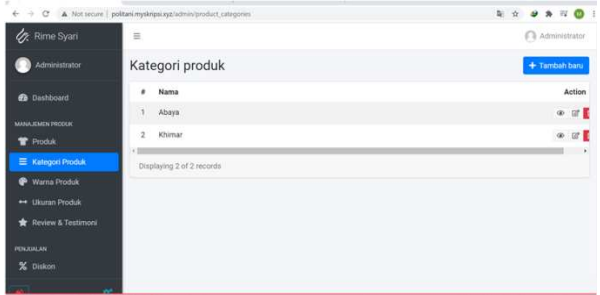 Not secure | politani.myskripsi.xyz/admin/product_categories
Rime Syari
Administrator
Administrator
Kategori produk
+ Tambah baru
Dashboard
# Nama Action
1 Abaya
2 Khimar
Displaying 2 of 2 records
MANAJEMEN PRODUK
Produk
Kategori Produk
Warna Produk
Ukuran Produk
Review & Testimoni
PENJUALAN
Diskon